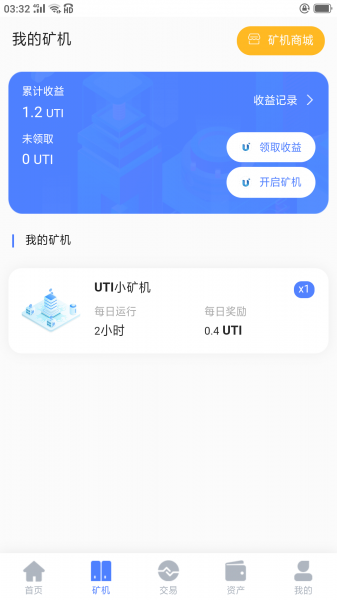 03:32
我的矿机
矿机商城
累计收益
1.2 UTI
收益记录
未领取
0 UTI
领取收益
开启矿机
我的矿机
UTI小矿机
x1
每日运行
每日奖励
2小时
0.4 UTI
首页
矿机
交易
资产
我的